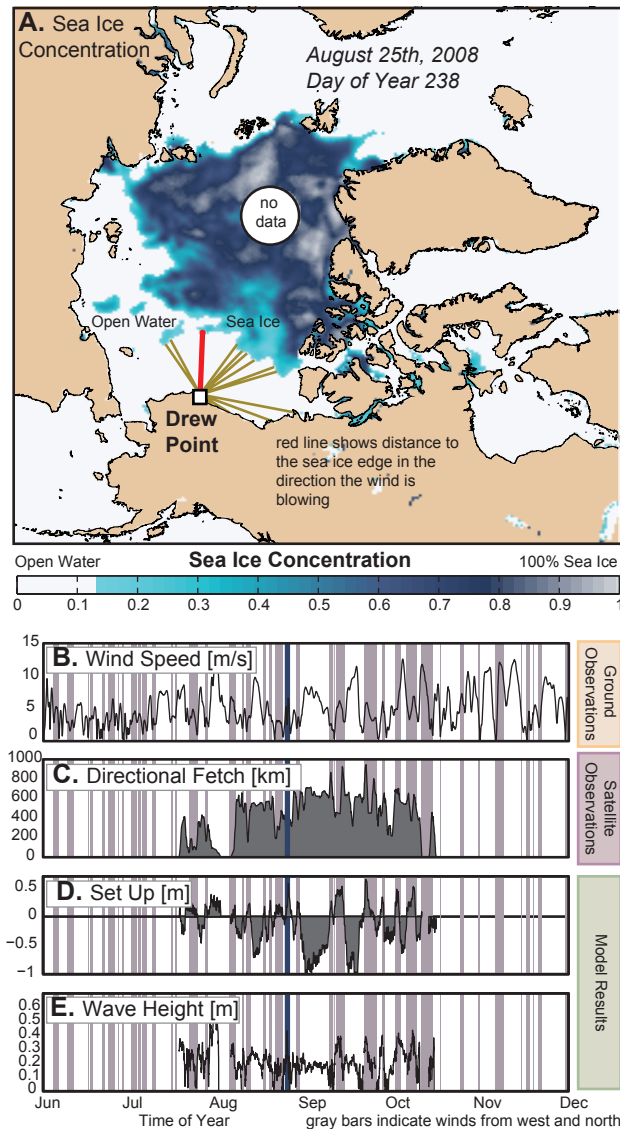 A. Sea Ice
Concentration
August 25th, 2008
Day of Year 238
no
data
Open Water
Sea Ice
Drew
Point
red line shows distance to
the sea ice edge in the
direction the wind is
blowing
Open Water
Sea Ice Concentration
100% Sea Ice
0 0.1 0.2 0.3 0.4 0.5 0.6 0.7 0.8 0.9 1
B. Wind Speed [m/s]
15
10
5
0
Ground
Observations
C. Directional Fetch [km]
1000
800
600
400
200
0
Satellite
Observations
D. Set Up [m]
0.5
0
−0.5
−1
Model Results
E. Wave Height [m]
0.6
0.5
0.4
0.3
0.2
0.1
0
Jun Jul Aug Sep Oct Nov Dec
Time of Year
gray bars indicate winds from west and north